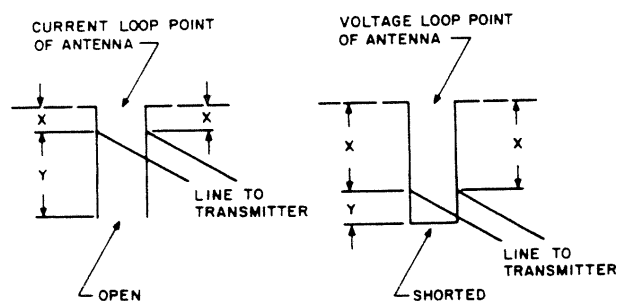 CURRENT LOOP POINT
OF ANTENNA
X
X
Y
LINE TO
TRANSMITTER
OPEN
VOLTAGE LOOP POINT
OF ANTENNA
X
X
Y
LINE TO
TRANSMITTER
SHORTED